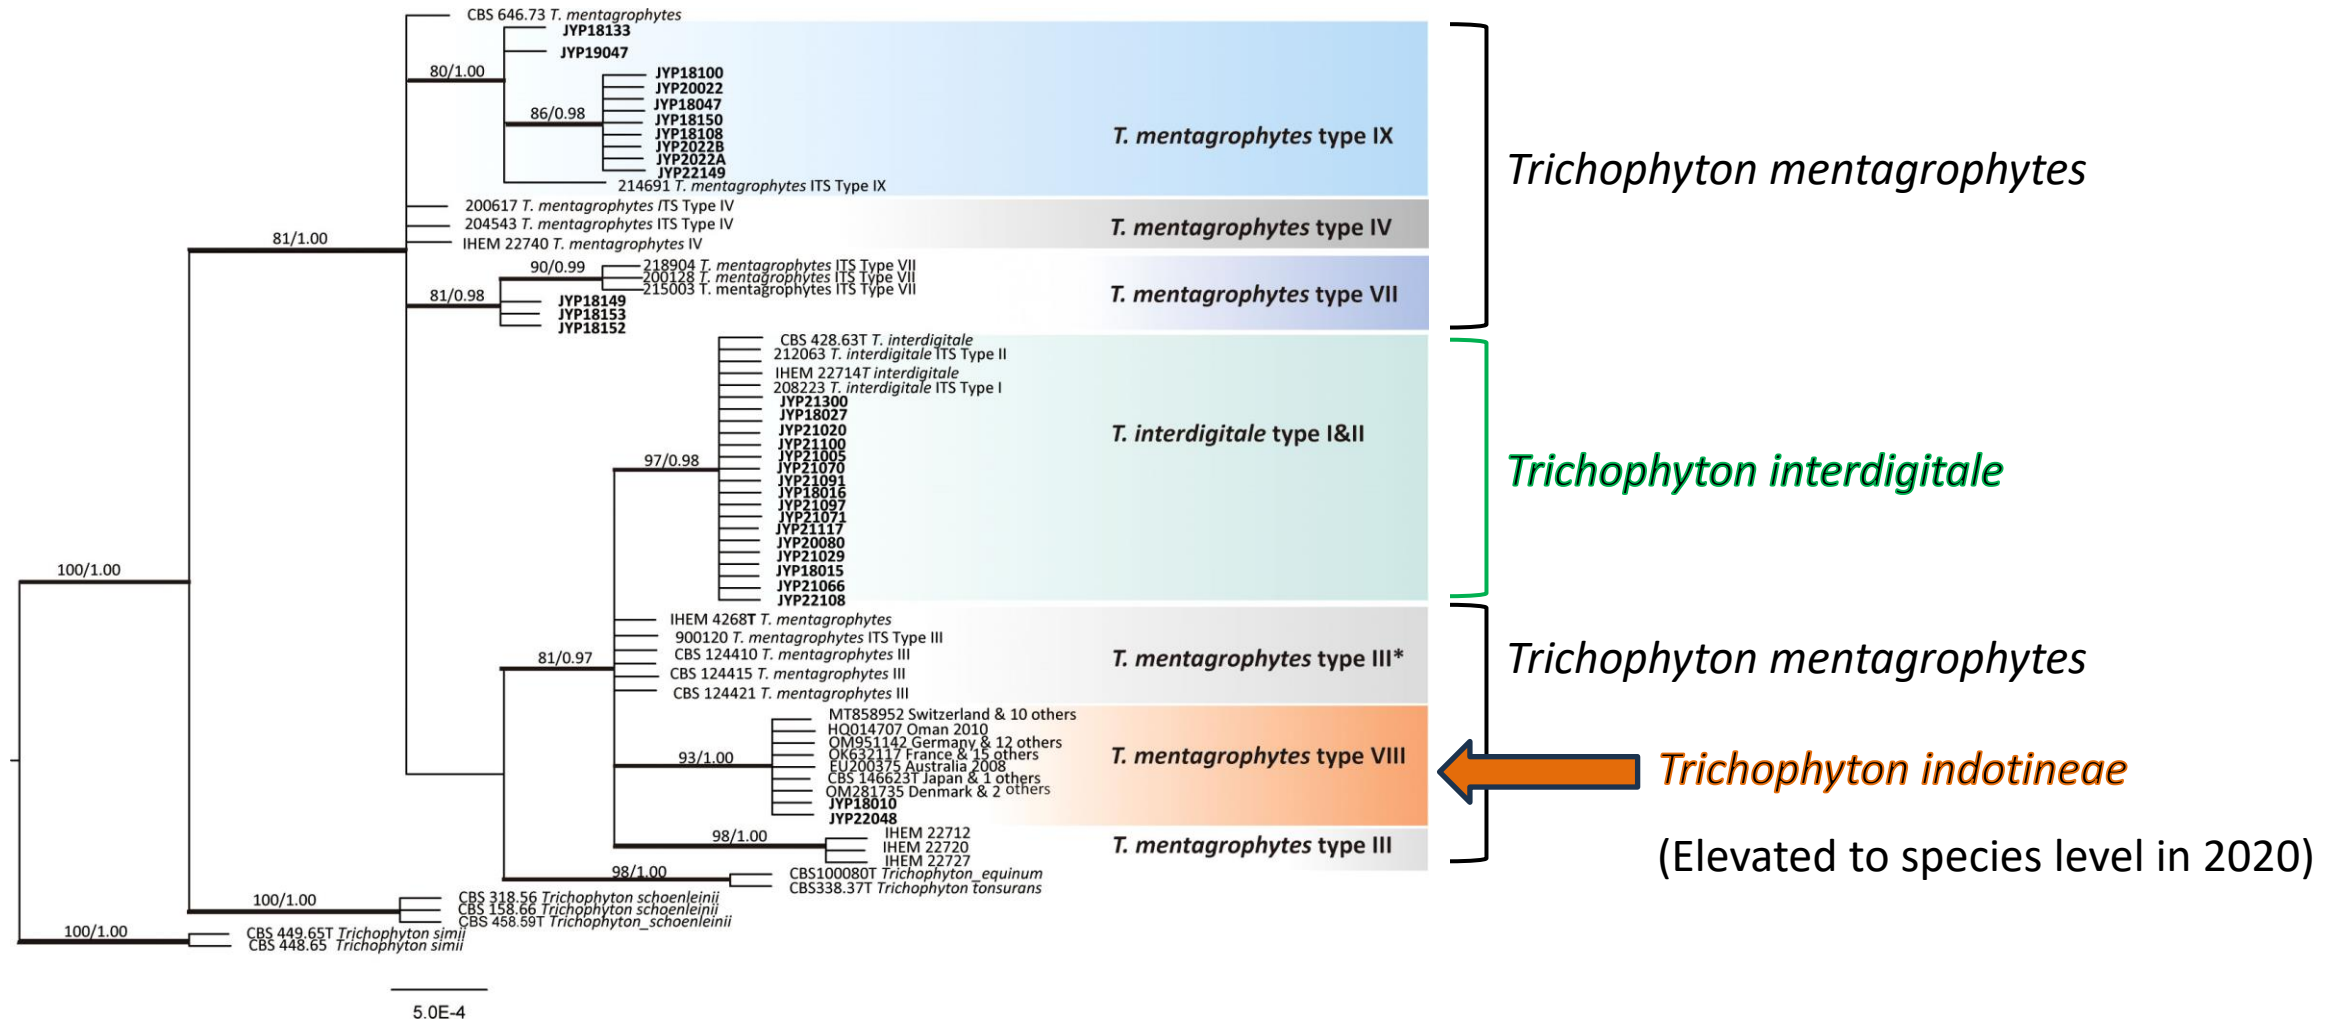 CBS 646.73 T. mentagrophytes
JYP18133
JYP19047
80/1.00
JYP18100
JYP20022
JYP18047
86/0.98
JYP18150
JYP18108
JYP2022B
JYP2022A
JYP22149
214691 T. mentagrophytes ITS Type IX
T. mentagrophytes type IX
Trichophyton mentagrophytes
200617 T. mentagrophytes ITS Type IV
204543 T. mentagrophytes ITS Type IV
IHEM 22740 T. mentagrophytes IV
T. mentagrophytes type IV
81/1.00
90/0.99
218904 T. mentagrophytes ITS Type VII
200128 T. mentagrophytes ITS Type VII
215003 T. mentagrophytes ITS Type VII
81/0.98
JYP18149
JYP18153
JYP18152
T. mentagrophytes type VII
CBS 428.63T T. interdigitale
212063 T. interdigitale ITS Type II
IHEM 22714T interdigitale
208223 T. interdigitale ITS Type I
JYP21300
JYP18027
JYP21020
JYP21100
JYP21005
97/0.98
JYP21070
JYP21091
JYP18016
JYP21097
JYP21071
JYP21117
JYP20080
JYP21029
JYP18015
JYP21066
JYP22108
T. interdigitale type I&II
Trichophyton interdigitale
100/1.00
IHEM 4268T T. mentagrophytes
900120 T. mentagrophytes ITS Type III
CBS 124410 T. mentagrophytes III
CBS 124415 T. mentagrophytes III
CBS 124421 T. mentagrophytes III
81/0.97
T. mentagrophytes type III*
Trichophyton mentagrophytes
MT858952 Switzerland & 10 others
HQ014707 Oman 2010
OM951142 Germany & 12 others
OK632117 France & 15 others
EU200375 Australia 2008
CBS 146623T Japan & 1 others
OM281735 Denmark & 2 others
JYP18010
JYP22048
93/1.00
T. mentagrophytes type VIII
Trichophyton indotineae
(Elevated to species level in 2020)
98/1.00
IHEM 22712
IHEM 22720
IHEM 22727
T. mentagrophytes type III
98/1.00
CBS100080T Trichophyton_equinum
CBS338.37T Trichophyton tonsurans
100/1.00
CBS 318.56 Trichophyton schoenleinii
CBS 158.66 Trichophyton schoenleinii
CBS 458.59T Trichophyton_schoenleinii
100/1.00
CBS 449.65T Trichophyton simii
CBS 448.65 Trichophyton simii
5.0E-4